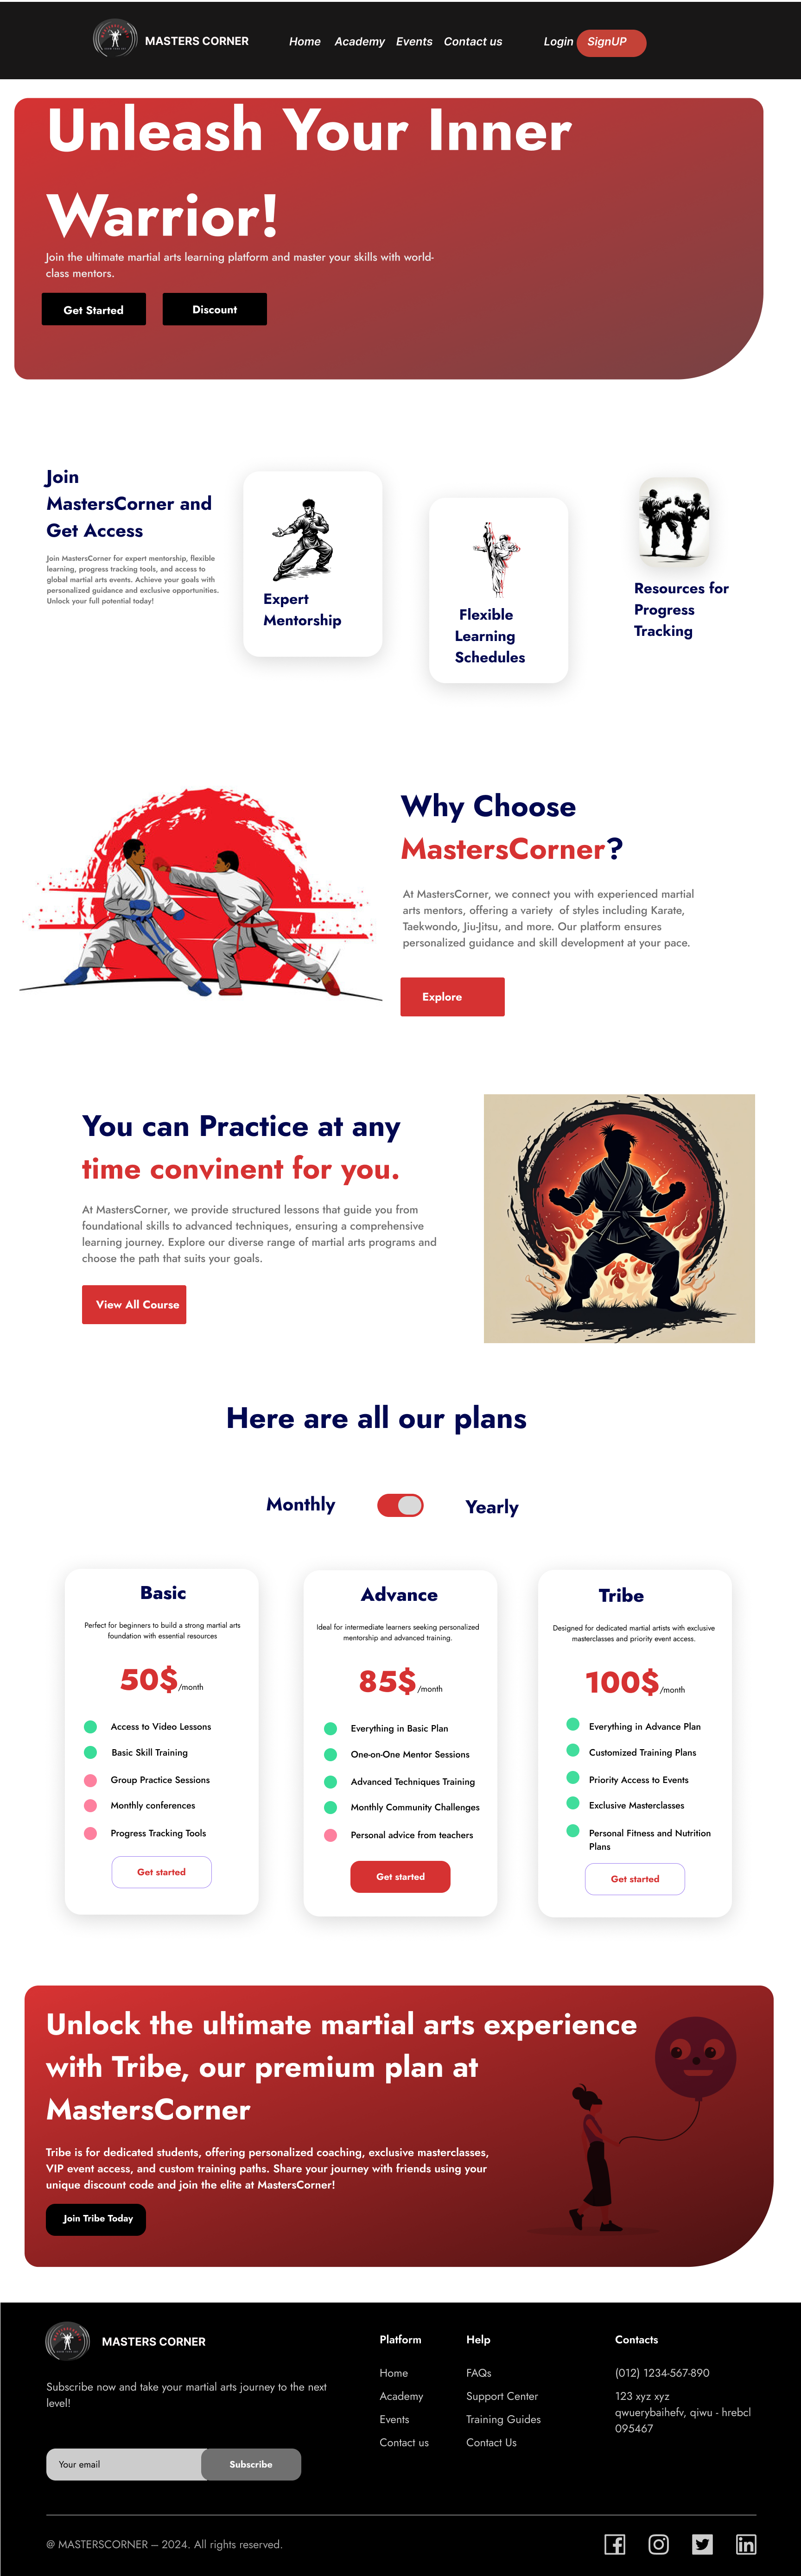 MASTERS CORNER
Home Academy Events Contact us
Login SignUP
Unleash Your Inner
Warrior!
Join the ultimate martial arts learning platform and master your skills with world-
class mentors.
Get Started
Discount
Join
MastersCorner and
Get Access
Join MastersCorner for expert mentorship, flexible
learning, progress tracking tools, and access to
global martial arts events. Achieve your goals with
personalized guidance and exclusive opportunities.
Unlock your full potential today!
Expert
Mentorship
Flexible
Learning
Schedules
Resources for
Progress
Tracking
Why Choose
MastersCorner?
At MastersCorner, we connect you with experienced martial
arts mentors, offering a variety of styles including Karate,
Taekwondo, Jiu-Jitsu, and more. Our platform ensures
personalized guidance and skill development at your pace.
Explore
You can Practice at any
time convinent for you.
At MastersCorner, we provide structured lessons that guide you from
foundational skills to advanced techniques, ensuring a comprehensive
learning journey. Explore our diverse range of martial arts programs and
choose the path that suits your goals.
View All Course
Here are all our plans
Monthly
Yearly
Basic
Perfect for beginners to build a strong martial arts
foundation with essential resources
50$/month
Access to Video Lessons
Basic Skill Training
Group Practice Sessions
Monthly conferences
Progress Tracking Tools
Get started
Advance
Ideal for intermediate learners seeking personalized
mentorship and advanced training.
85$/month
Everything in Basic Plan
One-on-One Mentor Sessions
Advanced Techniques Training
Monthly Community Challenges
Personal advice from teachers
Get started
Tribe
Designed for dedicated martial artists with exclusive
masterclasses and priority event access.
100$/month
Everything in Advance Plan
Customized Training Plans
Priority Access to Events
Exclusive Masterclasses
Personal Fitness and Nutrition
Plans
Get started
Unlock the ultimate martial arts experience
with Tribe, our premium plan at
MastersCorner
Tribe is for dedicated students, offering personalized coaching, exclusive masterclasses,
VIP event access, and custom training paths. Share your journey with friends using your
unique discount code and join the elite at MastersCorner!
Join Tribe Today
MASTERS CORNER
Subscribe now and take your martial arts journey to the next
level!
Your email
Subscribe
Platform
Home
Academy
Events
Contact us
Help
FAQs
Support Center
Training Guides
Contact Us
Contacts
(012) 1234-567-890
123 xyz xyz
qwuerybaihefv, qiwu - hrebcl
095467
@ MASTERSCORNER — 2024. All rights reserved.